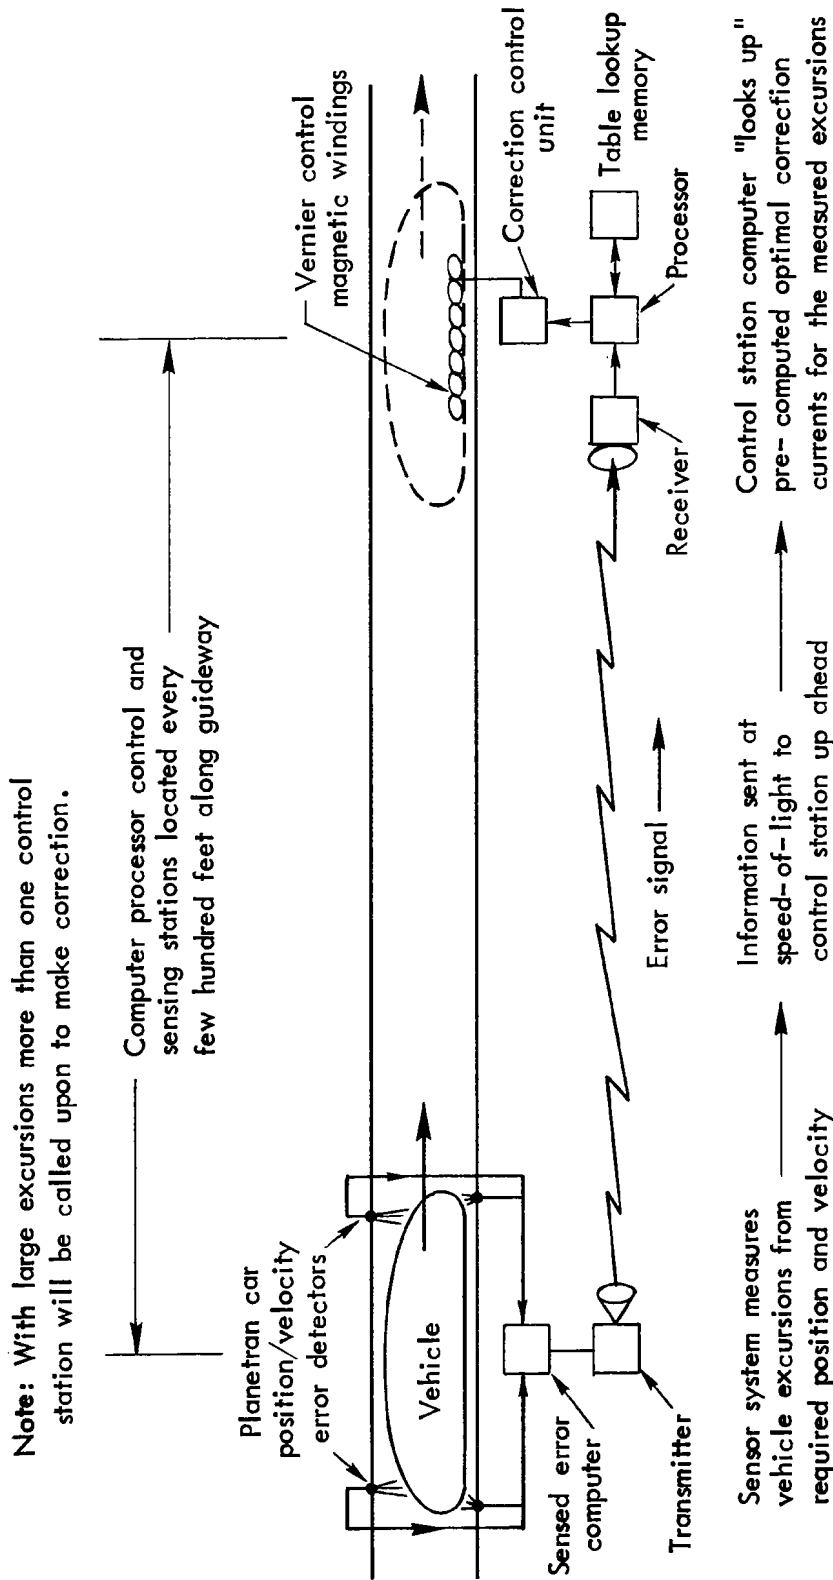 Note: With large excursions more than one control
station will be called upon to make correction.
Computer processor control and
sensing stations located every
few hundred feet along guideway
Planetran car
position/velocity
error detectors
Vernier control
magnetic windings
Vehicle
Sensed error
computer
Correction control
unit
Transmitter
Error signal
Receiver
Processor
Table lookup
memory
Sensor system measures
vehicle excursions from
required position and velocity
Information sent at
speed-of-light to
control station up ahead
Control station computer "looks up"
pre-computed optimal correction
currents for the measured excursions